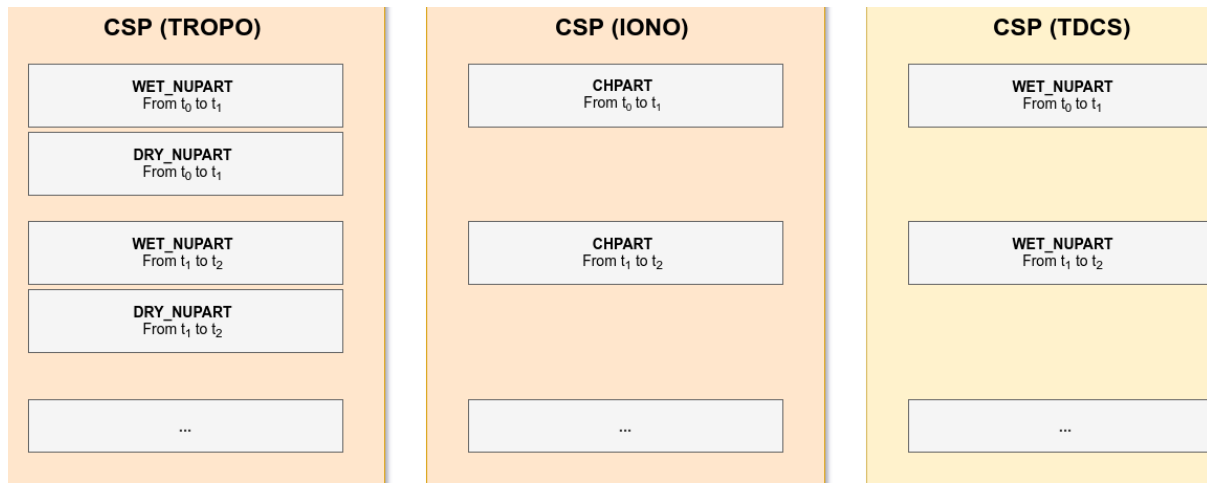 CSP (TROPO)
WET_NUPART
From t₀ to t₁
DRY_NUPART
From t₀ to t₁
WET_NUPART
From t₁ to t₂
DRY_NUPART
From t₁ to t₂
...
CSP (IONO)
CHPART
From t₀ to t₁
CHPART
From t₁ to t₂
...
CSP (TDCS)
WET_NUPART
From t₀ to t₁
WET_NUPART
From t₁ to t₂
...